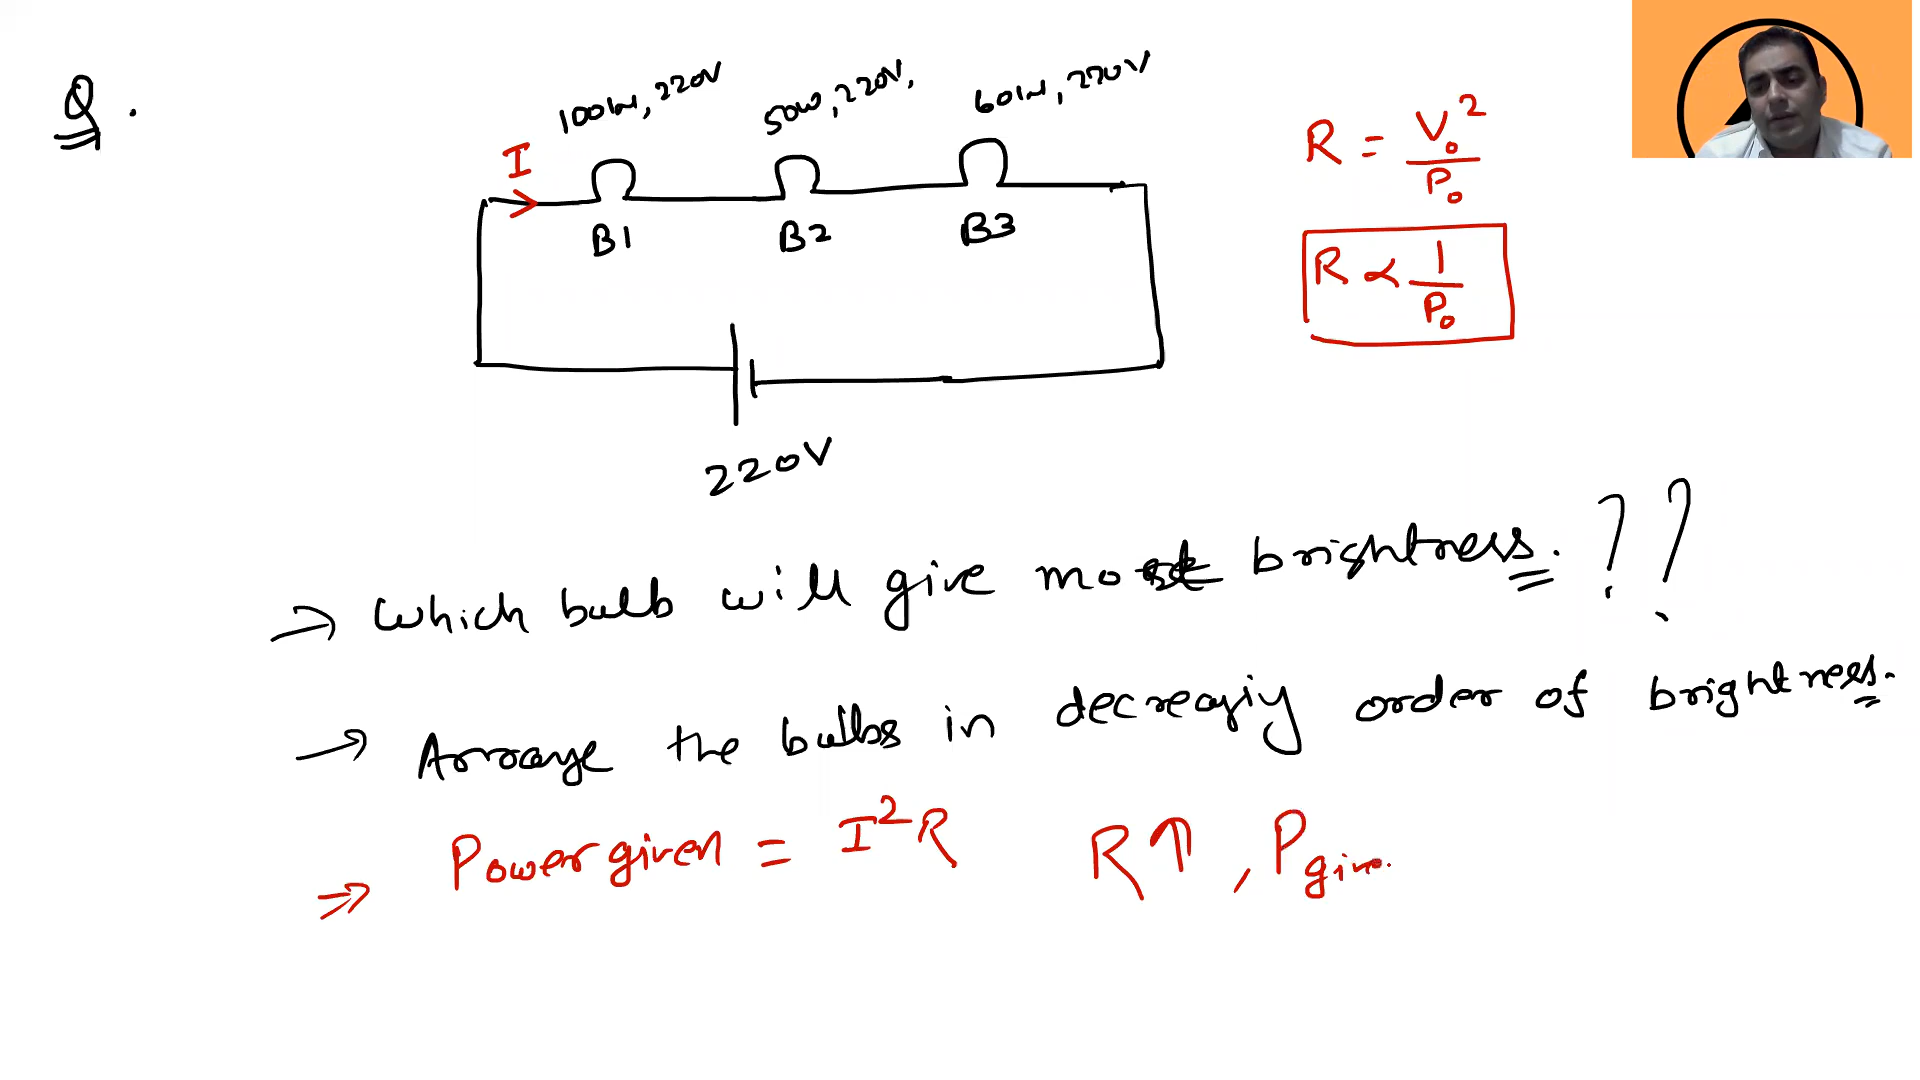 Q.
100W, 220V
50W, 220V,
60W, 220V
I
B1
B2
B3
220V
R = V₀² / P₀
R ∝ 1 / P₀
→ Which bulb will give most brightness. ??
→ Arrange the bulbs in decreasing order of brightness.
⇒ Power given = I²R R↑, Pgive.